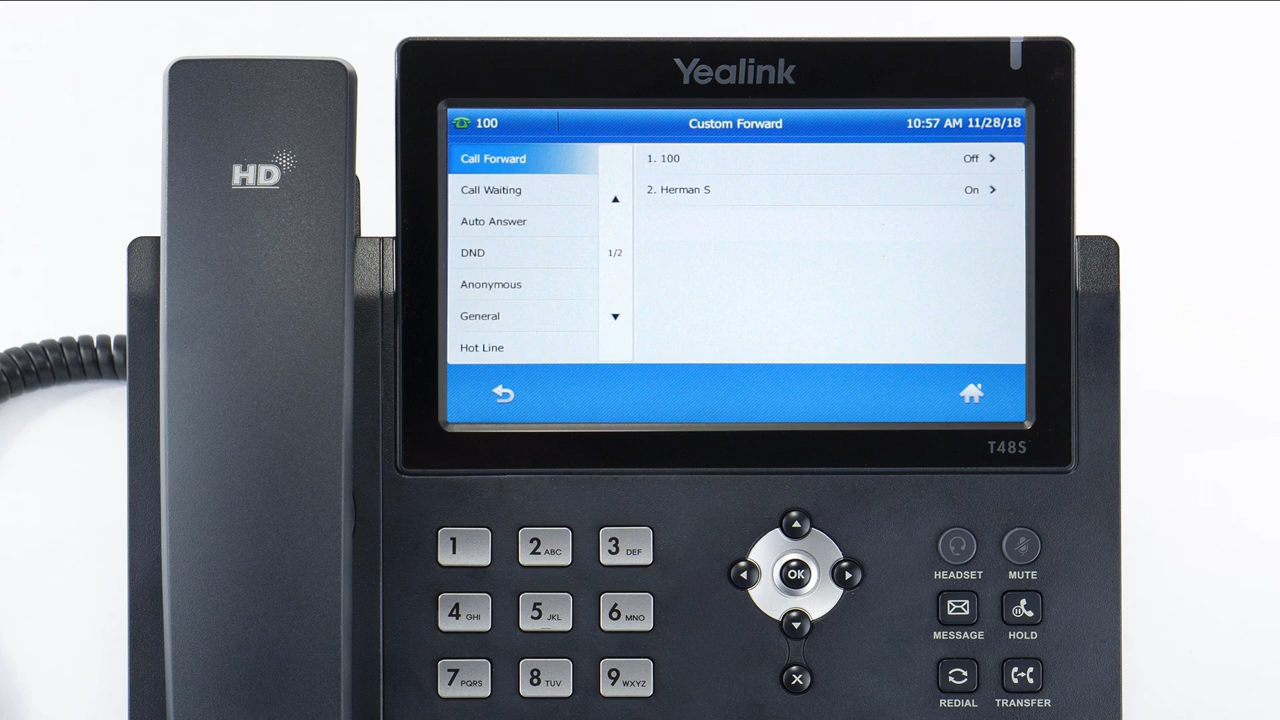 Yealink
HD
100 Custom Forward 10:57 AM 11/28/18
Call Forward
Call Waiting
Auto Answer
DND
Anonymous
General
Hot Line
1/2
1. 100 Off
2. Herman S On
T48S
1 2 ABC 3 DEF
4 GHI 5 JKL 6 MNO
7 PQRS 8 TUV 9 WXYZ
OK
X
HEADSET MUTE
MESSAGE HOLD
REDIAL TRANSFER